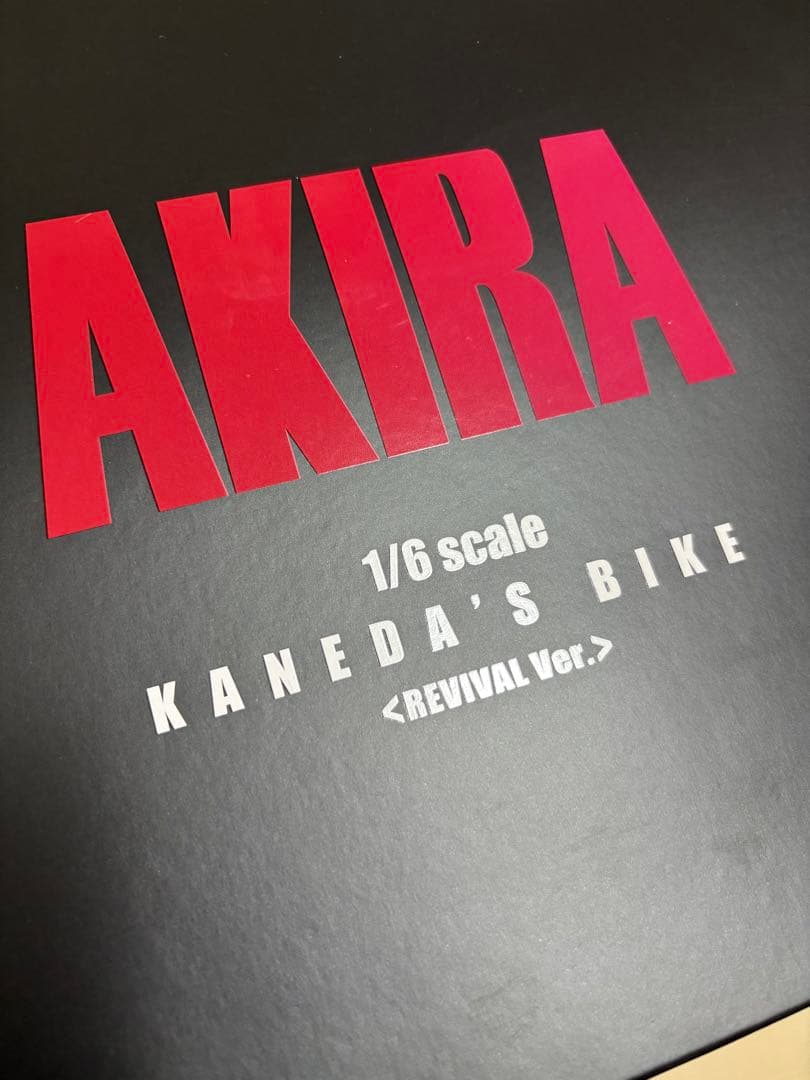 AKIRA
1/6 scale
KANEDA'S BIKE
<REVIVAL Ver.>